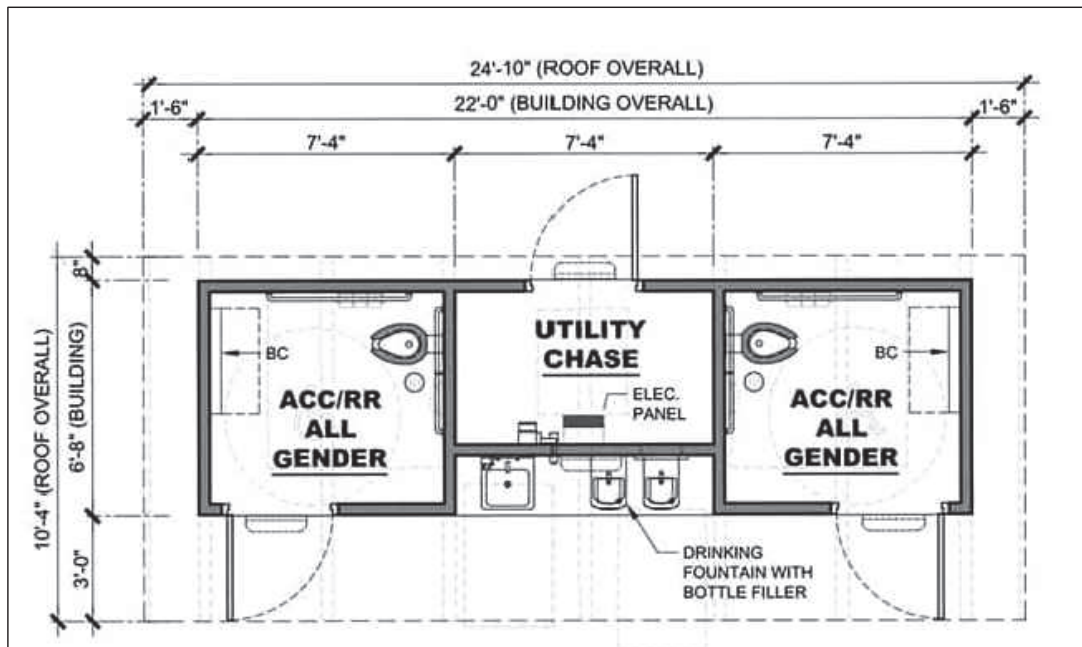 24'-10" (ROOF OVERALL)
1'-6"
22'-0" (BUILDING OVERALL)
1'-6"
7'-4"
7'-4"
7'-4"
8"
10'-4" (ROOF OVERALL)
6'-8" (BUILDING)
3'-0"
BC
ACC/RR
ALL
GENDER
UTILITY
CHASE
ELEC.
PANEL
BC
ACC/RR
ALL
GENDER
DRINKING
FOUNTAIN WITH
BOTTLE FILLER